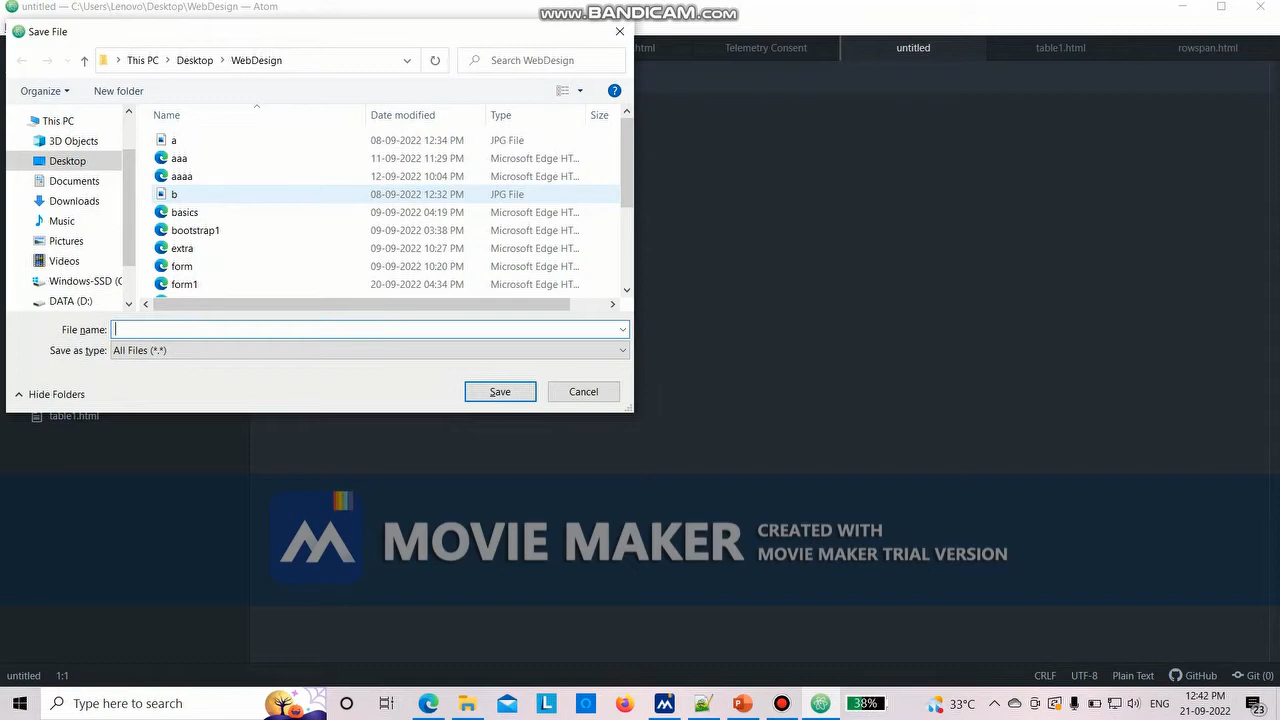 untitled — C:\Users\Lenovo\Desktop\WebDesign — Atom
www.BANDICAM.com
Save File
This PC > Desktop > WebDesign
Search WebDesign
Organize
New folder
Name Date modified Type Size
This PC
3D Objects
Desktop
Documents
Downloads
Music
Pictures
Videos
Windows-SSD (C
DATA (D:)
a 08-09-2022 12:34 PM JPG File
aaa 11-09-2022 11:29 PM Microsoft Edge HT...
aaaa 12-09-2022 10:04 PM Microsoft Edge HT...
b 08-09-2022 12:32 PM JPG File
basics 09-09-2022 04:19 PM Microsoft Edge HT...
bootstrap1 09-09-2022 03:38 PM Microsoft Edge HT...
extra 09-09-2022 10:27 PM Microsoft Edge HT...
form 09-09-2022 10:20 PM Microsoft Edge HT...
form1 20-09-2022 04:34 PM Microsoft Edge HT...
File name:
Save as type: All Files (*.*)
Hide Folders
Save
Cancel
html
Telemetry Consent
untitled
table1.html
rowspan.html
table1.html
MOVIE MAKER
CREATED WITH
MOVIE MAKER TRIAL VERSION
untitled 1:1
CRLF UTF-8 Plain Text GitHub Git (0)
Type here to search
38%
33°C
ENG
12:42 PM
21-09-2022
23